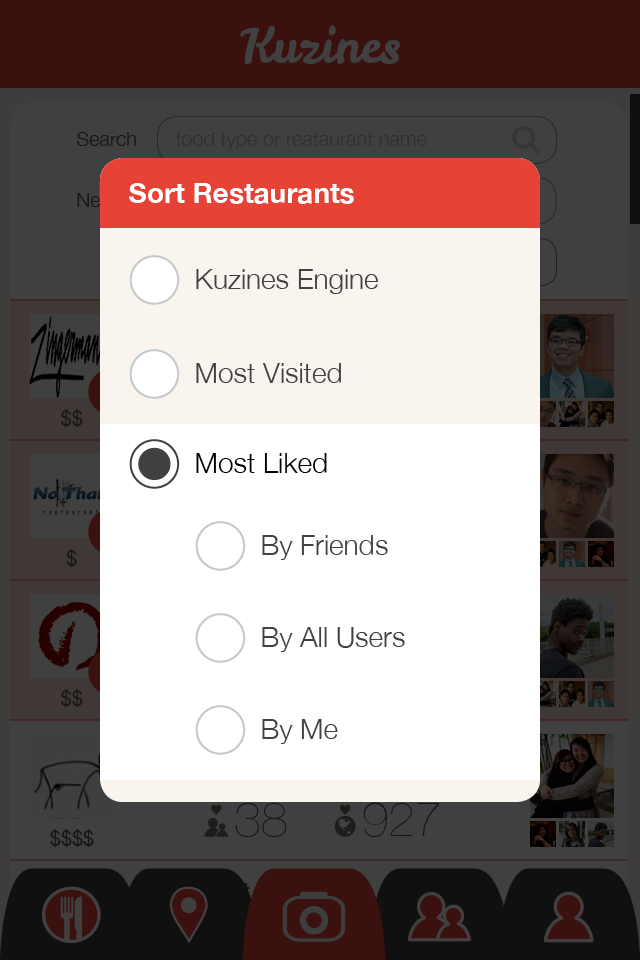 Kuzines
Search
food type or reataurant name
Ne
Sort Restaurants
Kuzines Engine
Most Visited
Most Liked
By Friends
By All Users
By Me
Zingerman
$$
No Thai
restaurant
$
$$
$$$$
38
927